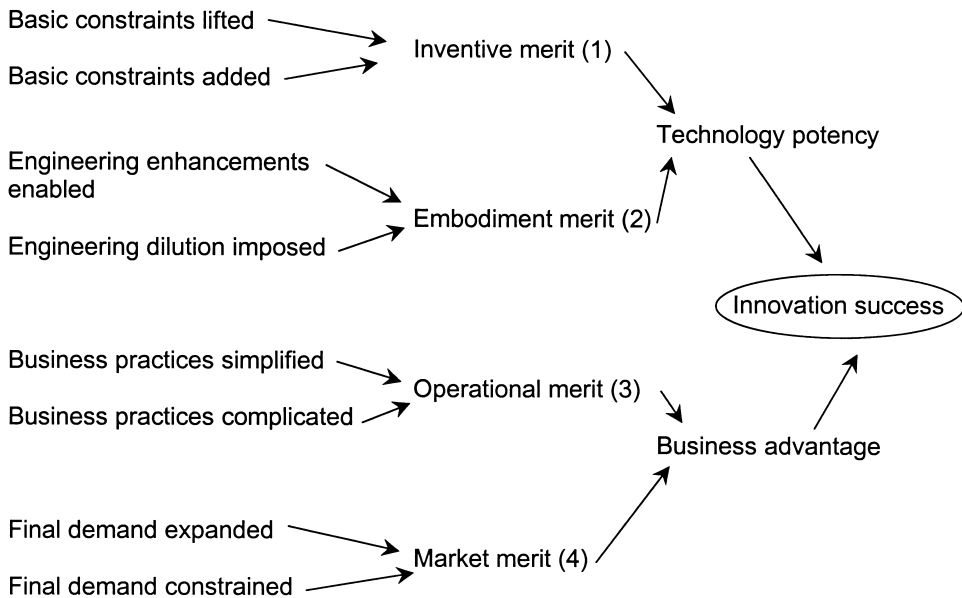 Basic constraints lifted
Inventive merit (1)
Basic constraints added
Technology potency
Engineering enhancements
enabled
Embodiment merit (2)
Engineering dilution imposed
Innovation success
Business practices simplified
Operational merit (3)
Business practices complicated
Business advantage
Final demand expanded
Market merit (4)
Final demand constrained